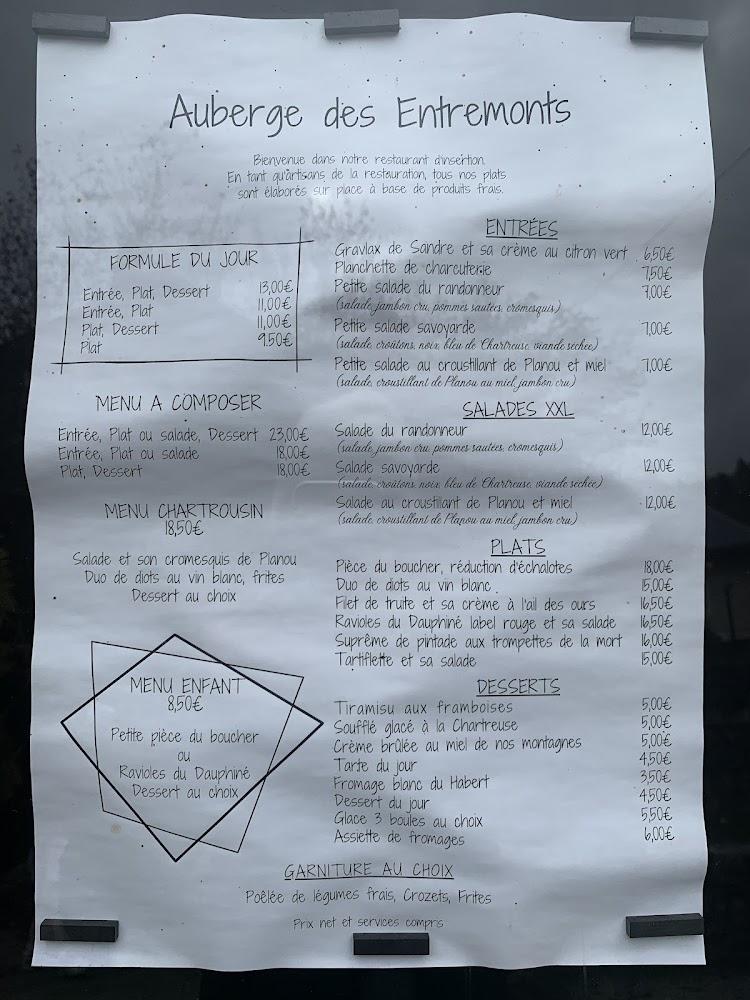 Auberge des Entremonts
Bienvenue dans notre restaurant d'insertion.
En tant qu'artisans de la restauration, tous nos plats
sont élaborés sur place à base de produits frais.
FORMULE DU JOUR
Entrée, Plat, Dessert 13,00€
Entrée, Plat 11,00€
Plat, Dessert 11,00€
Plat 9,50€
MENU A COMPOSER
Entrée, Plat ou salade, Dessert 23,00€
Entrée, Plat ou salade 18,00€
Plat, Dessert 18,00€
MENU CHARTROUSIN
18,50€
Salade et son cromesquis de Planou
Duo de diots au vin blanc, frites
Dessert au choix
MENU ENFANT
8,50€
Petite pièce du boucher
ou
Ravioles du Dauphiné
Dessert au choix
ENTRÉES
Gravlax de Sandre et sa crème au citron vert 6,50€
Planchette de charcuterie 7,50€
Petite salade du randonneur 7,00€
(salade, jambon cru, pommes sautées, cromesquis)
Petite salade savoyarde 7,00€
(salade, croûtons, noix, bleu de Chartreuse, viande séchée)
Petite salade au croustillant de Planou et miel 7,00€
(salade, croustillant de Planou au miel, jambon cru)
SALADES XXL
Salade du randonneur 12,00€
(salade, jambon cru, pommes sautées, cromesquis)
Salade savoyarde 12,00€
(salade, croûtons, noix, bleu de Chartreuse, viande séchée)
Salade au croustillant de Planou et miel 12,00€
(salade, croustillant de Planou au miel, jambon cru)
PLATS
Pièce du boucher, réduction d'échalotes 18,00€
Duo de diots au vin blanc 15,00€
Filet de truite et sa crème à l'ail des ours 16,50€
Ravioles du Dauphiné label rouge et sa salade 16,50€
Suprême de pintade aux trompettes de la mort 16,00€
Tartiflette et sa salade 15,00€
DESSERTS
Tiramisu aux framboises 5,00€
Soufflé glacé à la Chartreuse 5,00€
Crème brûlée au miel de nos montagnes 5,00€
Tarte du jour 4,50€
Fromage blanc du Habert 3,50€
Dessert du jour 4,50€
Glace 3 boules au choix 5,50€
Assiette de fromages 6,00€
GARNITURE AU CHOIX
Poêlée de légumes frais, Crozets, Frites
Prix net et services compris